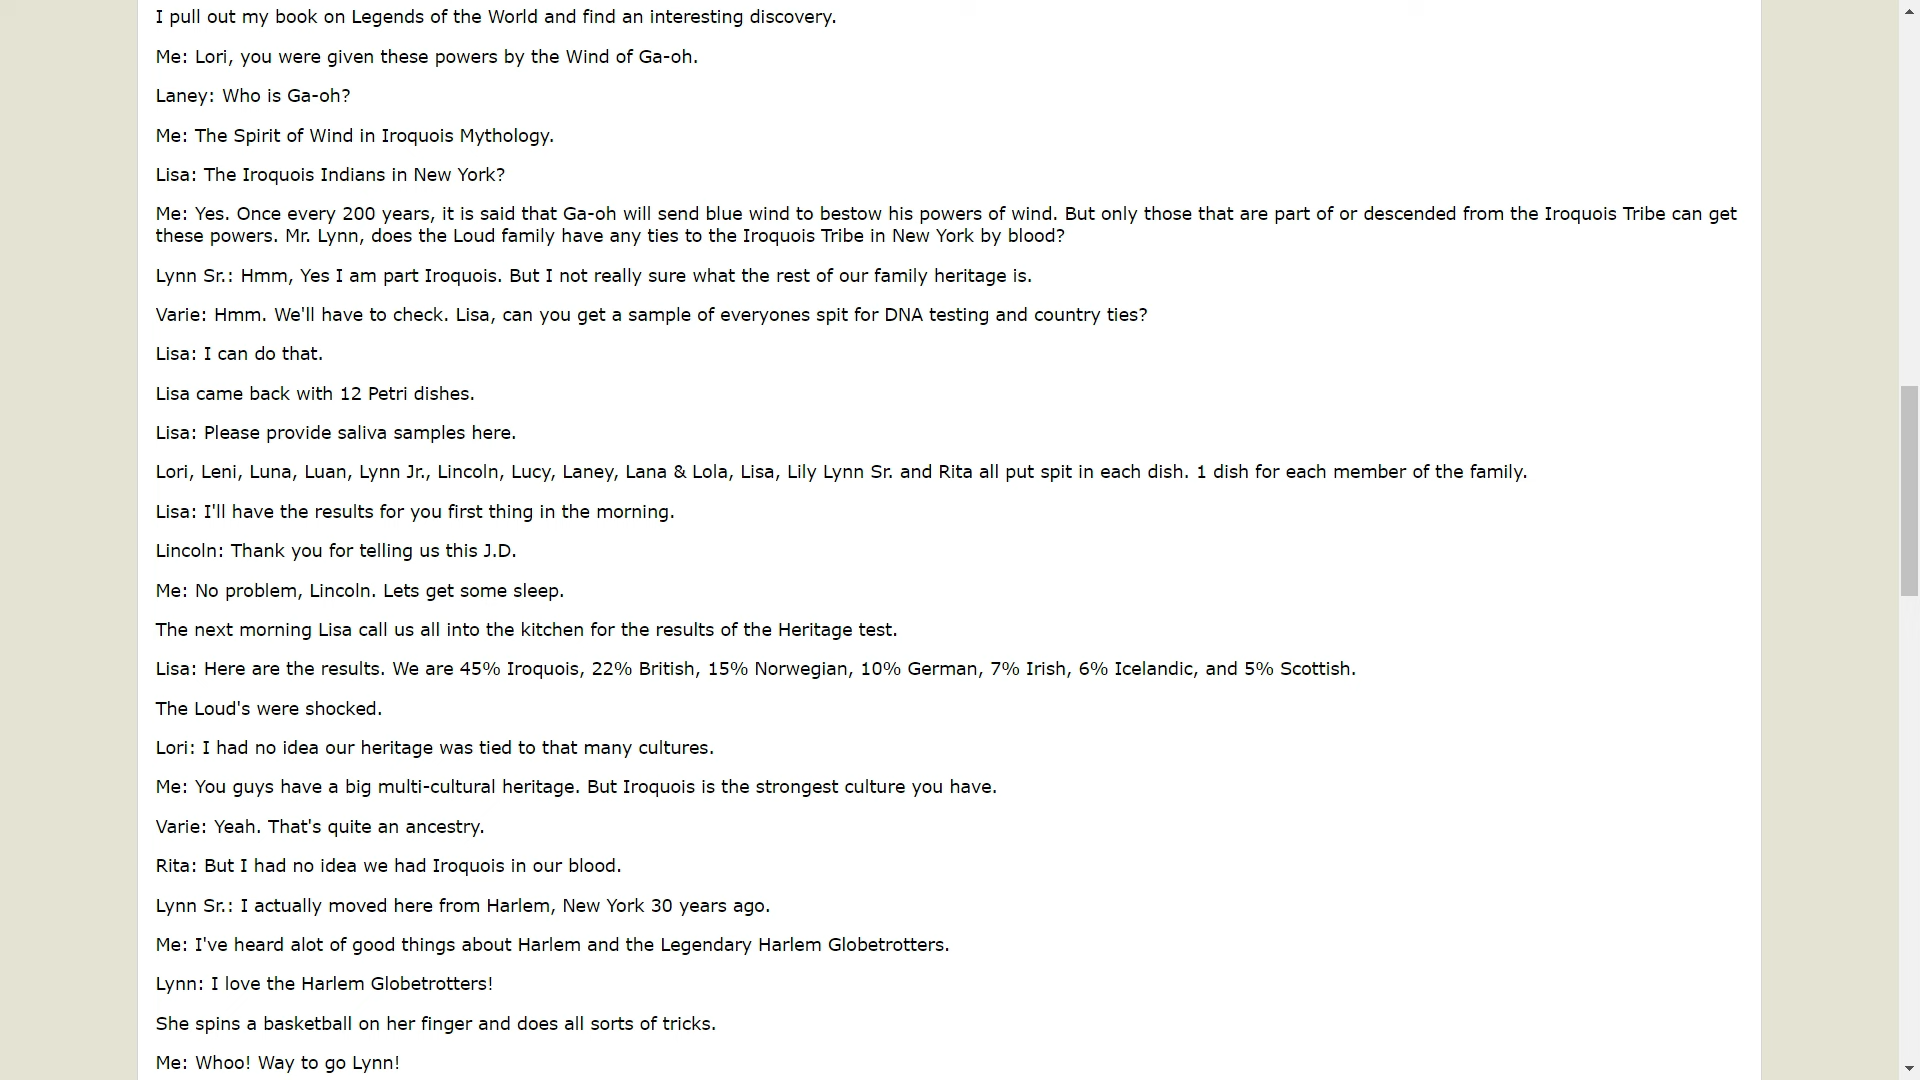 I pull out my book on Legends of the World and find an interesting discovery.
Me: Lori, you were given these powers by the Wind of Ga-oh.
Laney: Who is Ga-oh?
Me: The Spirit of Wind in Iroquois Mythology.
Lisa: The Iroquois Indians in New York?
Me: Yes. Once every 200 years, it is said that Ga-oh will send blue wind to bestow his powers of wind. But only those that are part of or descended from the Iroquois Tribe can get
these powers. Mr. Lynn, does the Loud family have any ties to the Iroquois Tribe in New York by blood?
Lynn Sr.: Hmm, Yes I am part Iroquois. But I not really sure what the rest of our family heritage is.
Varie: Hmm. We'll have to check. Lisa, can you get a sample of everyones spit for DNA testing and country ties?
Lisa: I can do that.
Lisa came back with 12 Petri dishes.
Lisa: Please provide saliva samples here.
Lori, Leni, Luna, Luan, Lynn Jr., Lincoln, Lucy, Laney, Lana & Lola, Lisa, Lily Lynn Sr. and Rita all put spit in each dish. 1 dish for each member of the family.
Lisa: I'll have the results for you first thing in the morning.
Lincoln: Thank you for telling us this J.D.
Me: No problem, Lincoln. Lets get some sleep.
The next morning Lisa call us all into the kitchen for the results of the Heritage test.
Lisa: Here are the results. We are 45% Iroquois, 22% British, 15% Norwegian, 10% German, 7% Irish, 6% Icelandic, and 5% Scottish.
The Loud's were shocked.
Lori: I had no idea our heritage was tied to that many cultures.
Me: You guys have a big multi-cultural heritage. But Iroquois is the strongest culture you have.
Varie: Yeah. That's quite an ancestry.
Rita: But I had no idea we had Iroquois in our blood.
Lynn Sr.: I actually moved here from Harlem, New York 30 years ago.
Me: I've heard alot of good things about Harlem and the Legendary Harlem Globetrotters.
Lynn: I love the Harlem Globetrotters!
She spins a basketball on her finger and does all sorts of tricks.
Me: Whoo! Way to go Lynn!